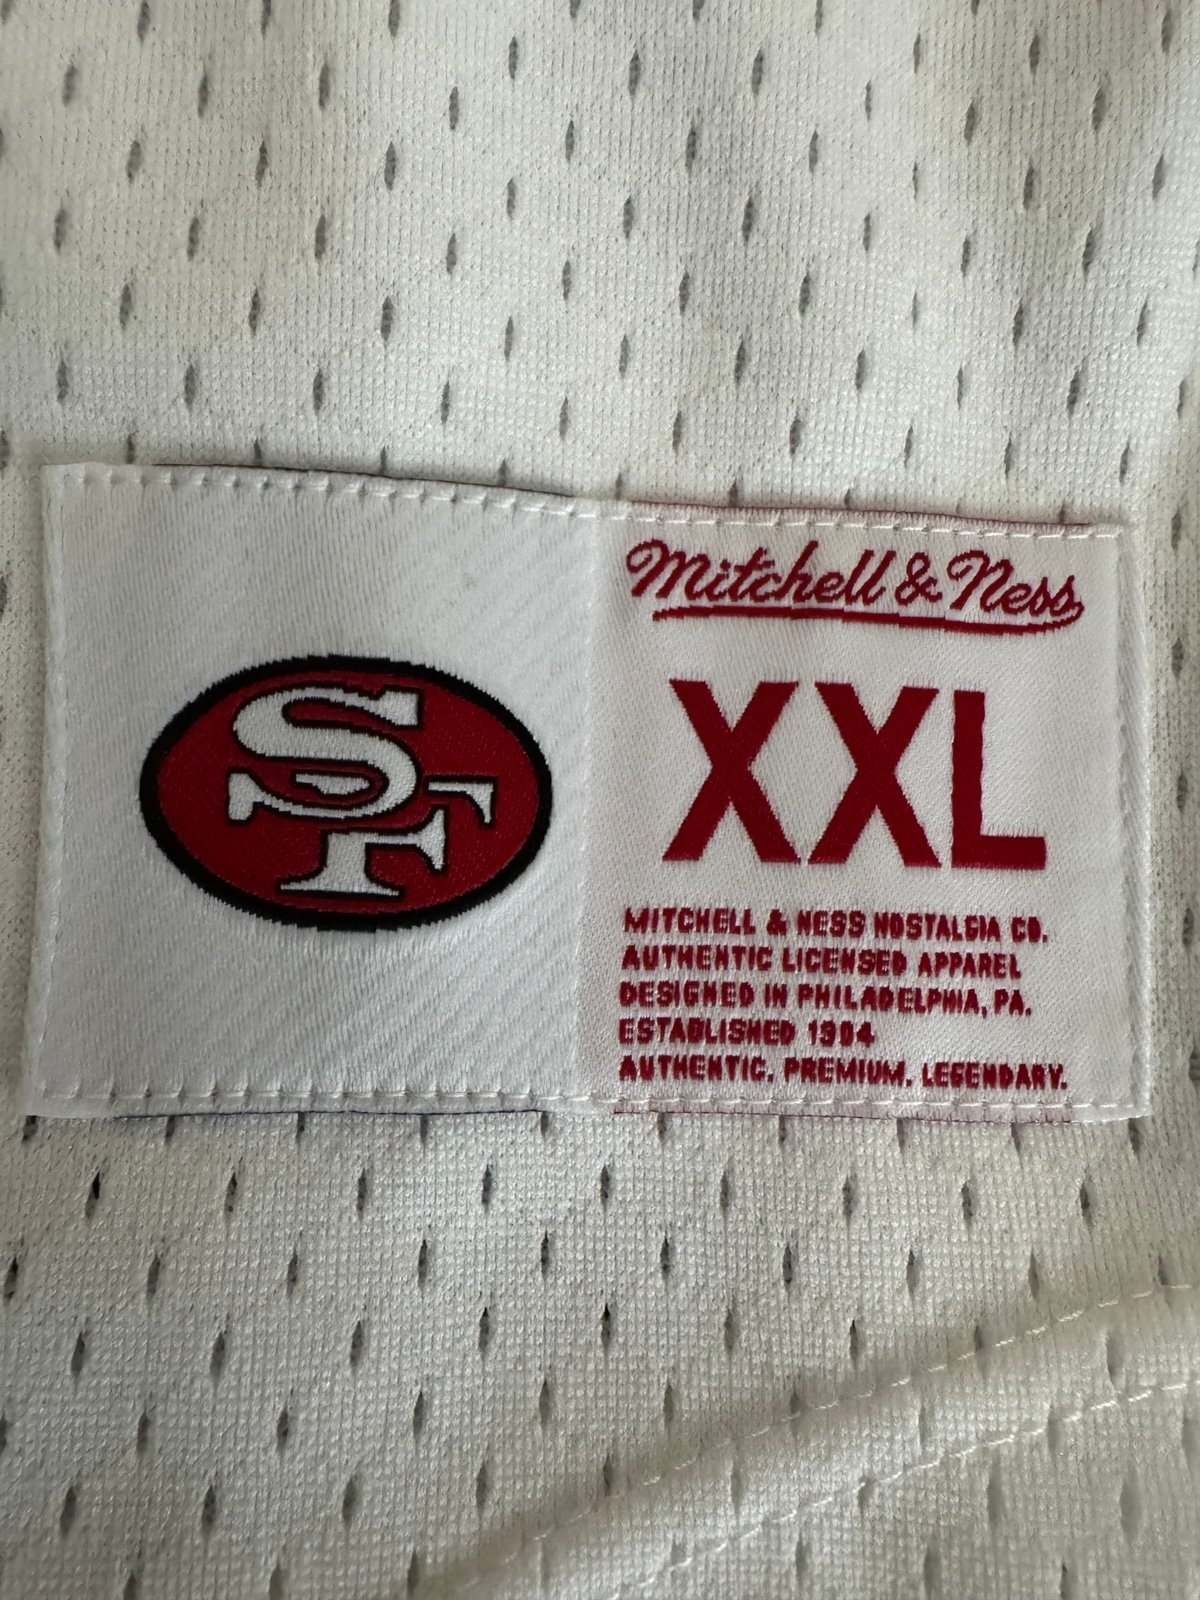 SF
Mitchell & Ness
XXL
MITCHELL & NESS NOSTALGIA CO.
AUTHENTIC LICENSED APPAREL
DESIGNED IN PHILADELPHIA, PA.
ESTABLISHED 1904
AUTHENTIC. PREMIUM. LEGENDARY.